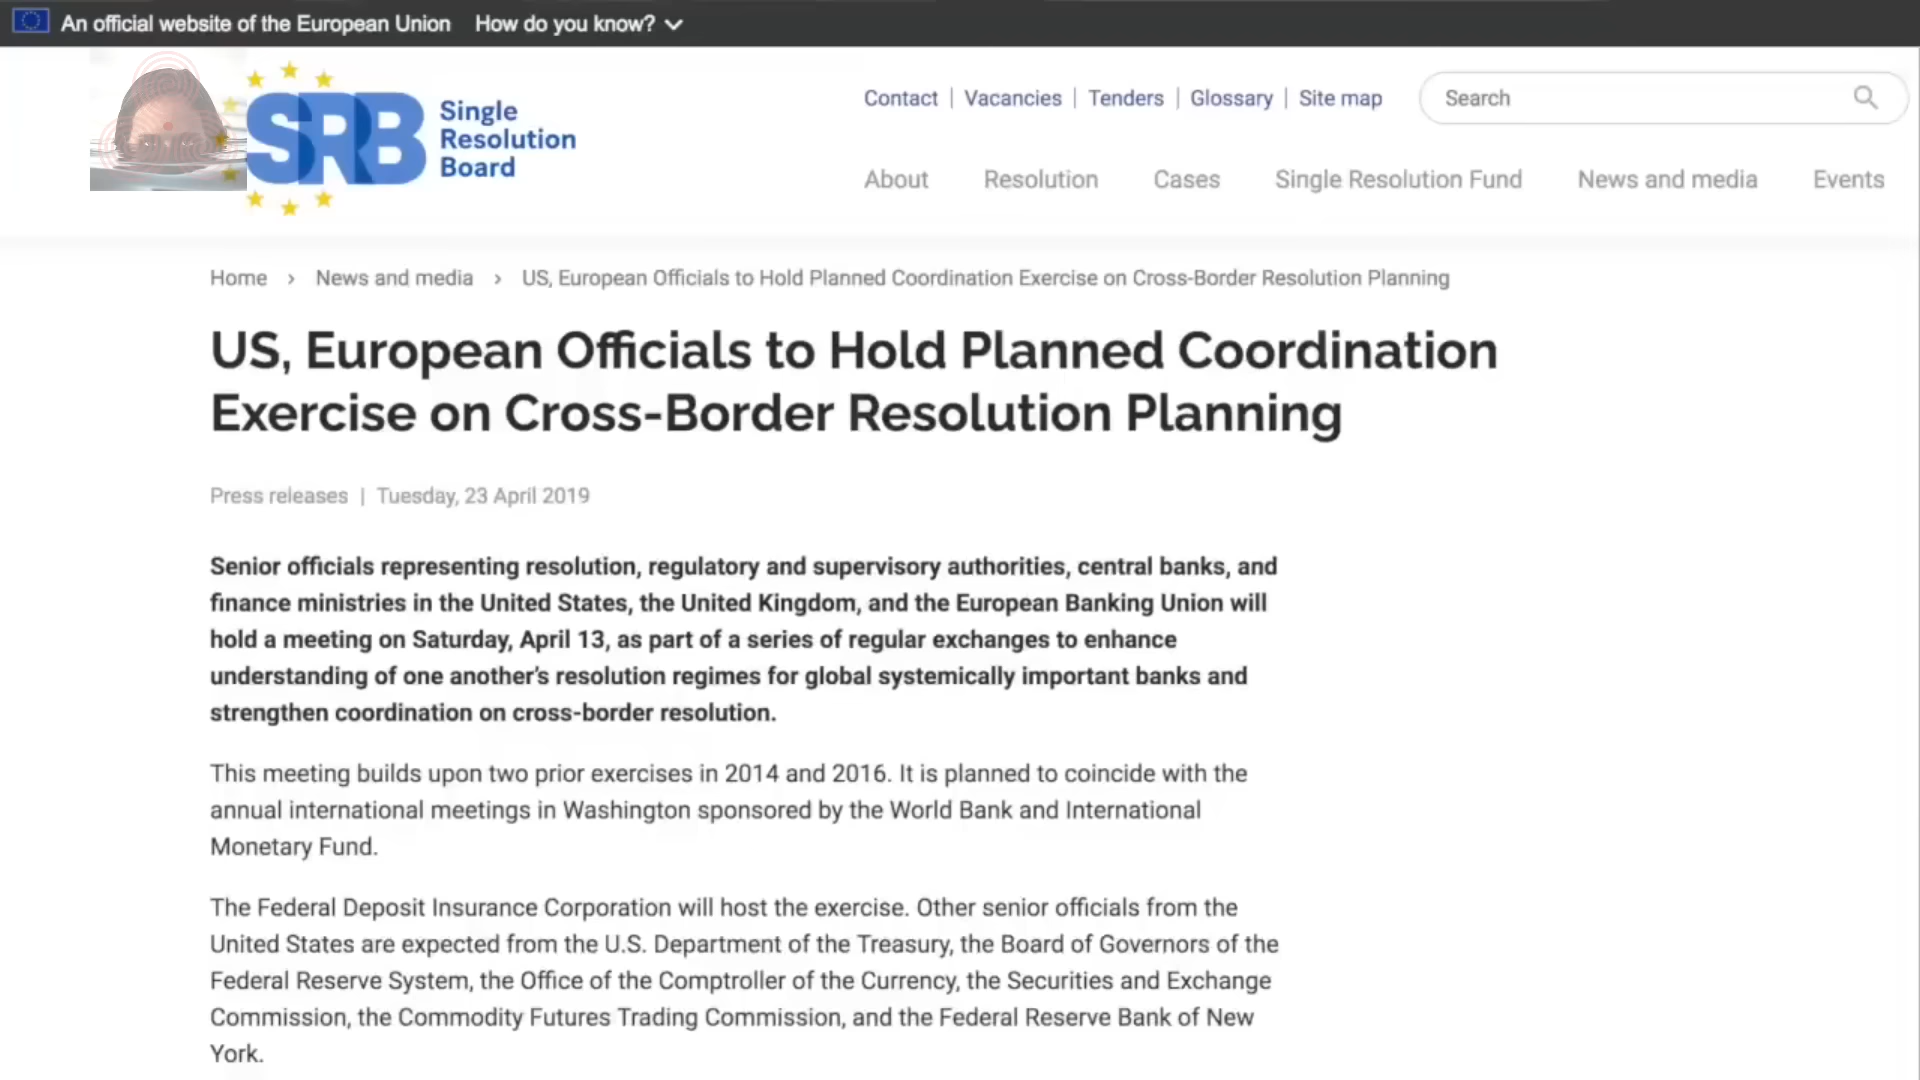 An official website of the European Union How do you know?
SRB
Single
Resolution
Board
Contact | Vacancies | Tenders | Glossary | Site map
Search
About Resolution Cases Single Resolution Fund News and media Events
Home › News and media › US, European Officials to Hold Planned Coordination Exercise on Cross-Border Resolution Planning
US, European Officials to Hold Planned Coordination
Exercise on Cross-Border Resolution Planning
Press releases | Tuesday, 23 April 2019
Senior officials representing resolution, regulatory and supervisory authorities, central banks, and
finance ministries in the United States, the United Kingdom, and the European Banking Union will
hold a meeting on Saturday, April 13, as part of a series of regular exchanges to enhance
understanding of one another's resolution regimes for global systemically important banks and
strengthen coordination on cross-border resolution.
This meeting builds upon two prior exercises in 2014 and 2016. It is planned to coincide with the
annual international meetings in Washington sponsored by the World Bank and International
Monetary Fund.
The Federal Deposit Insurance Corporation will host the exercise. Other senior officials from the
United States are expected from the U.S. Department of the Treasury, the Board of Governors of the
Federal Reserve System, the Office of the Comptroller of the Currency, the Securities and Exchange
Commission, the Commodity Futures Trading Commission, and the Federal Reserve Bank of New
York.